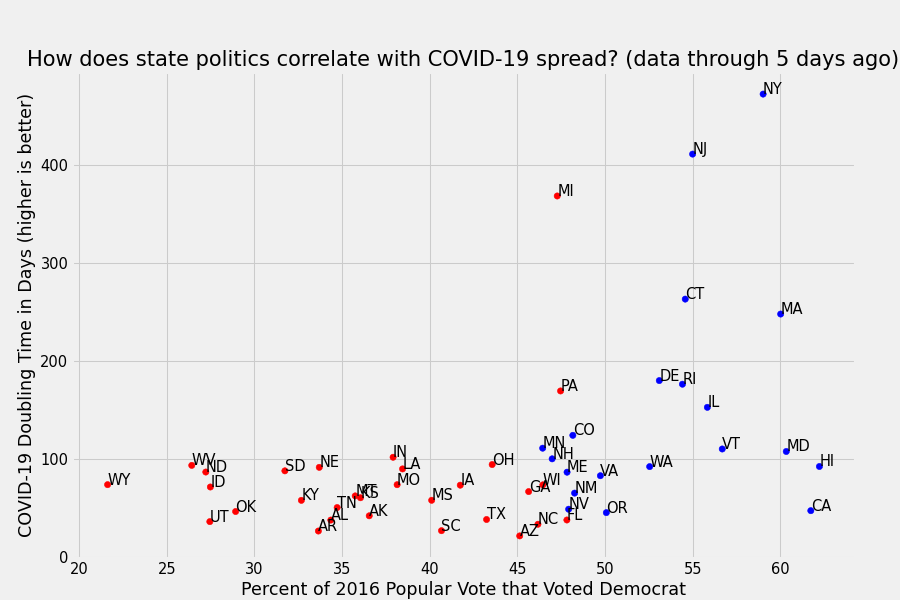 How does state politics correlate with COVID-19 spread? (data through 5 days ago)
COVID-19 Doubling Time in Days (higher is better)
400
300
200
100
0
NY
NJ
MI
CT
MA
DE
RI
PA
IL
CO
MN
VT
MD
NH
IN
OH
WV
ND
SD
NE
LA
ME
WA
HI
VA
WY
ID
MO
IA
WI
GA
NM
KY
MT
KS
MS
TN
OK
NV
OR
CA
UT
AL
AK
TX
FL
NC
AR
SC
AZ
20 25 30 35 40 45 50 55 60
Percent of 2016 Popular Vote that Voted Democrat